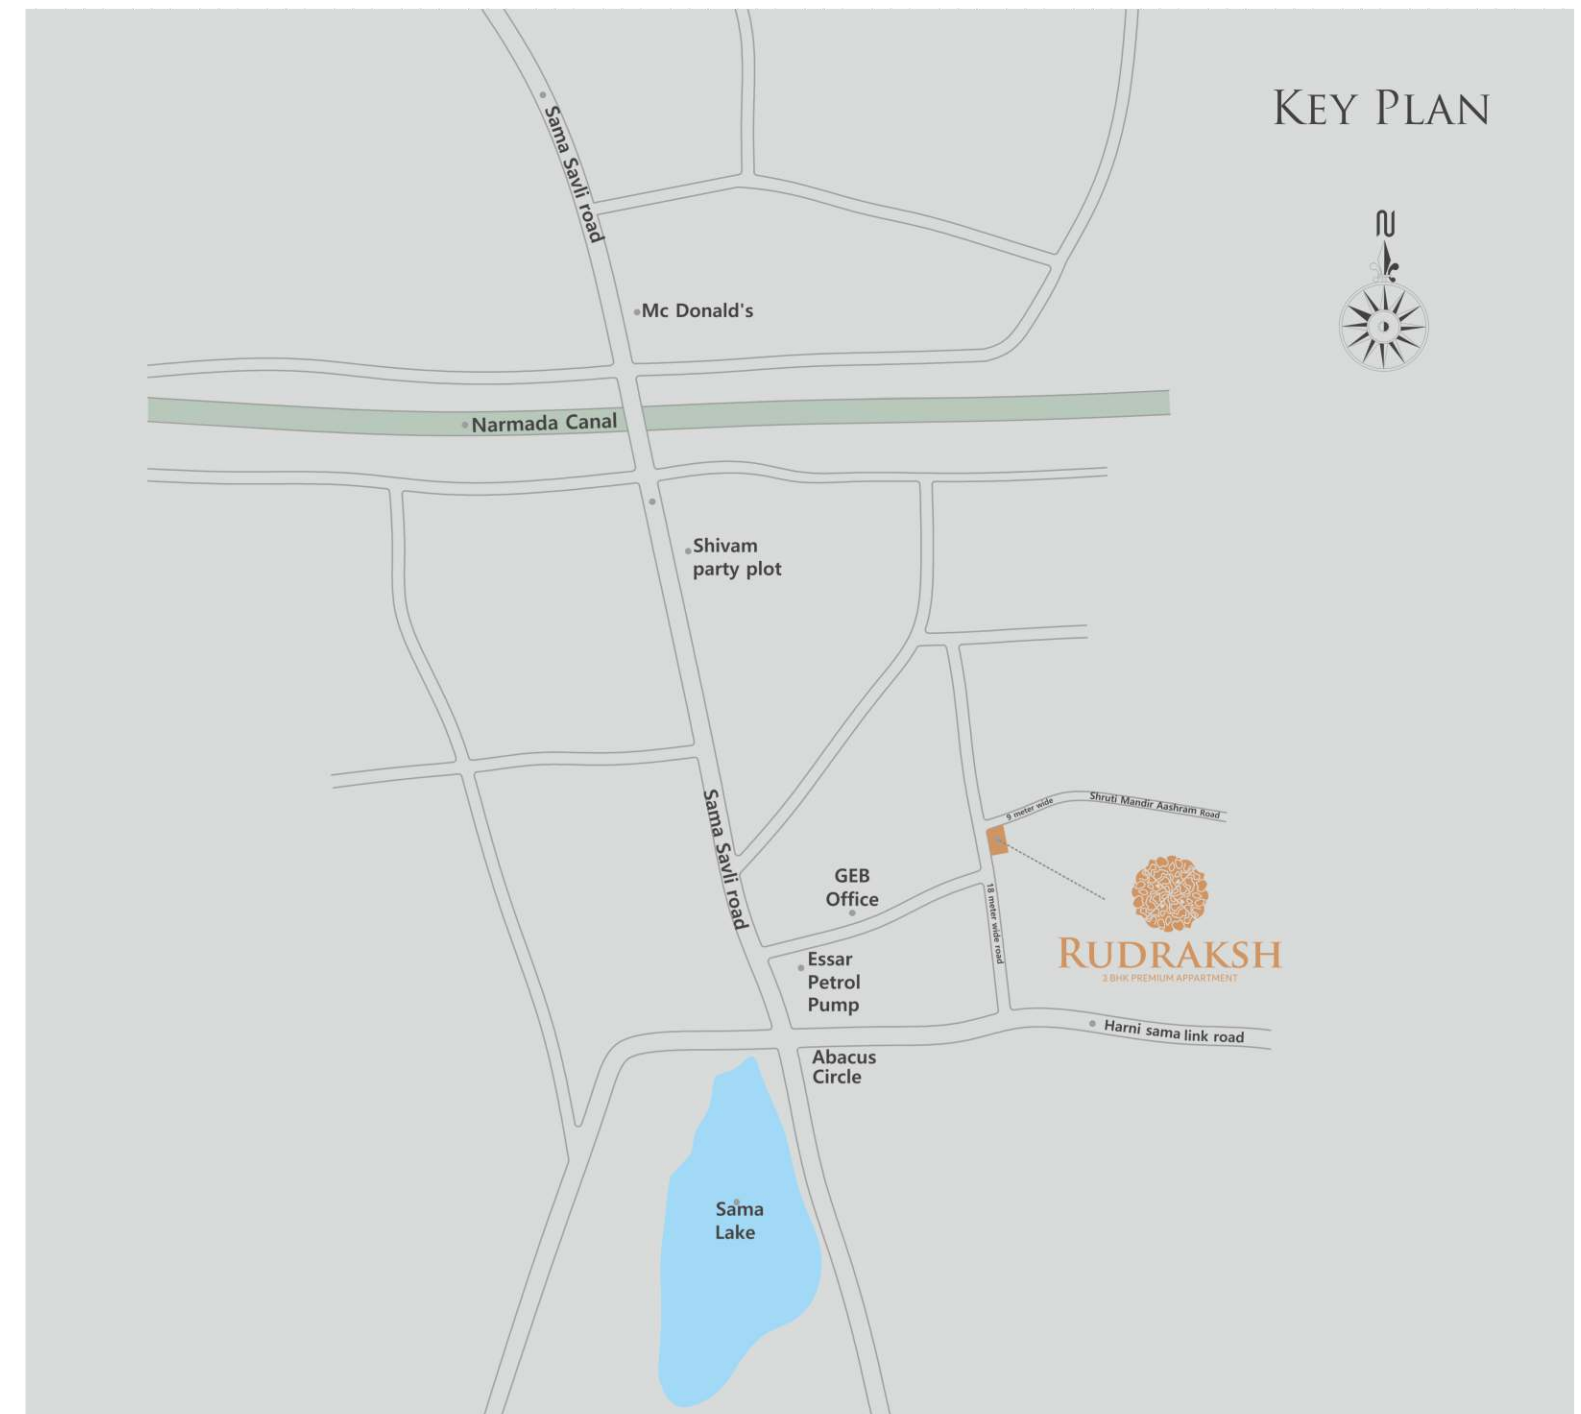 KEY PLAN
N
Sama Savli road
Mc Donald's
Narmada Canal
Shivam
party plot
Sama Savli road
9 meter wide
Shruti Mandir Aashram Road
GEB
Office
18 meter wide road
RUDRAKSH
3 BHK PREMIUM APPARTMENT
Essar
Petrol
Pump
Harni sama link road
Abacus
Circle
Sama
Lake